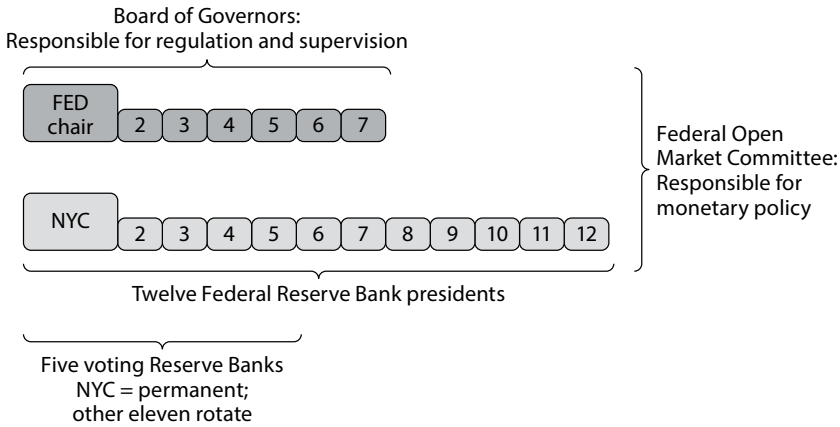 Board of Governors:
Responsible for regulation and supervision
FED
chair
2 3 4 5 6 7
Federal Open
Market Committee:
Responsible for
monetary policy
NYC
2 3 4 5 6 7 8 9 10 11 12
Twelve Federal Reserve Bank presidents
Five voting Reserve Banks
NYC = permanent;
other eleven rotate